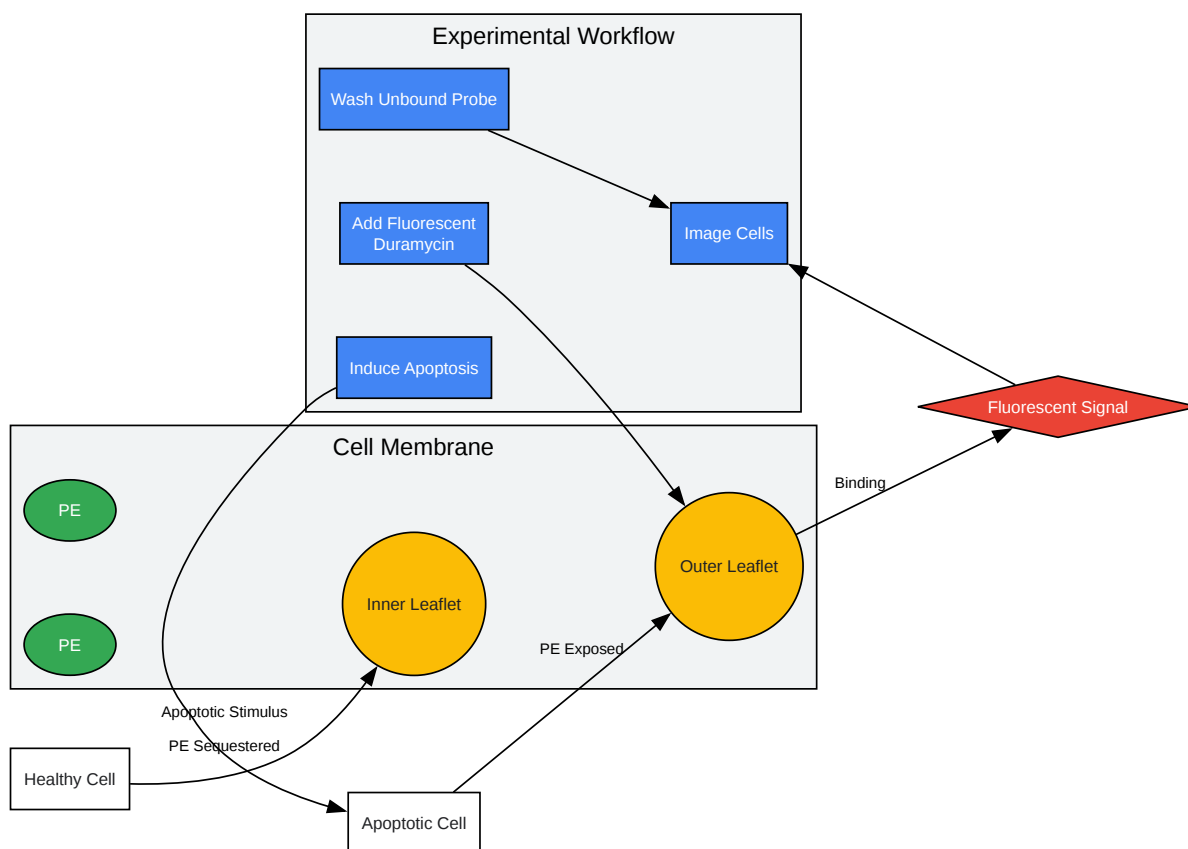 Experimental Workflow
Wash Unbound Probe
Add Fluorescent
Duramycin
Image Cells
Induce Apoptosis
Fluorescent Signal
Cell Membrane
Binding
PE
Outer Leaflet
Inner Leaflet
PE
PE Exposed
Apoptotic Stimulus
PE Sequestered
Healthy Cell
Apoptotic Cell